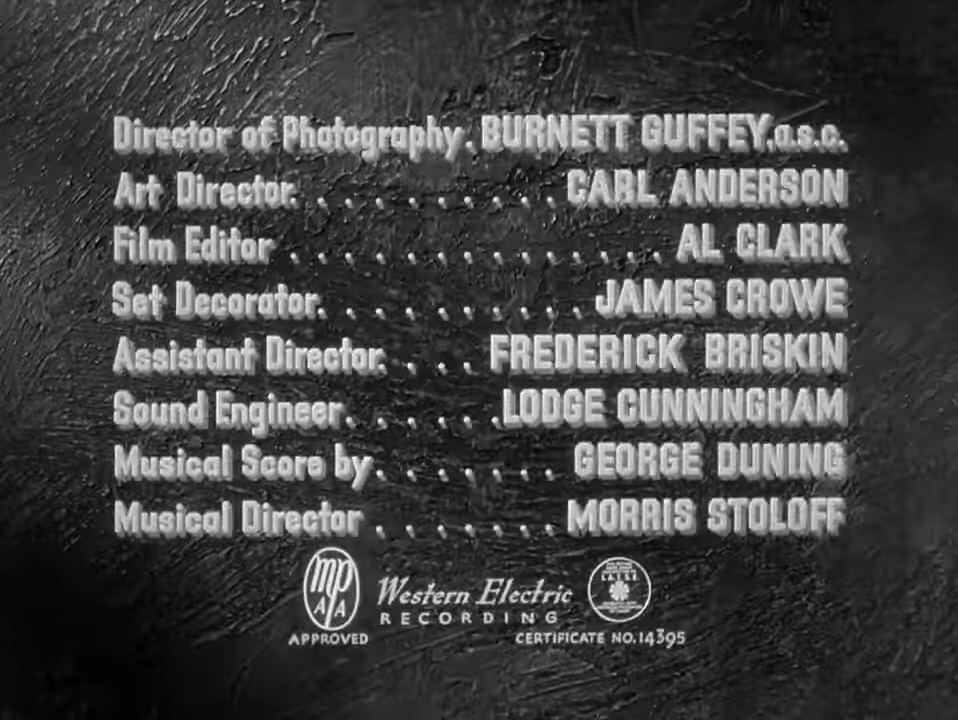 Director of Photography. BURNETT GUFFEY, a.s.c.
Art Director. . . . . . . . . . CARL ANDERSON
Film Editor . . . . . . . . . . . . . . . . AL CLARK
Set Decorator. . . . . . . . . . JAMES CROWE
Assistant Director. . . . FREDERICK BRISKIN
Sound Engineer. . . . . . LODGE CUNNINGHAM
Musical Score by. . . . . . . GEORGE DUNING
Musical Director . . . . . . . MORRIS STOLOFF
MPAA
Western Electric
I.A.T.S.E.
RECORDING
APPROVED
CERTIFICATE NO. 14395